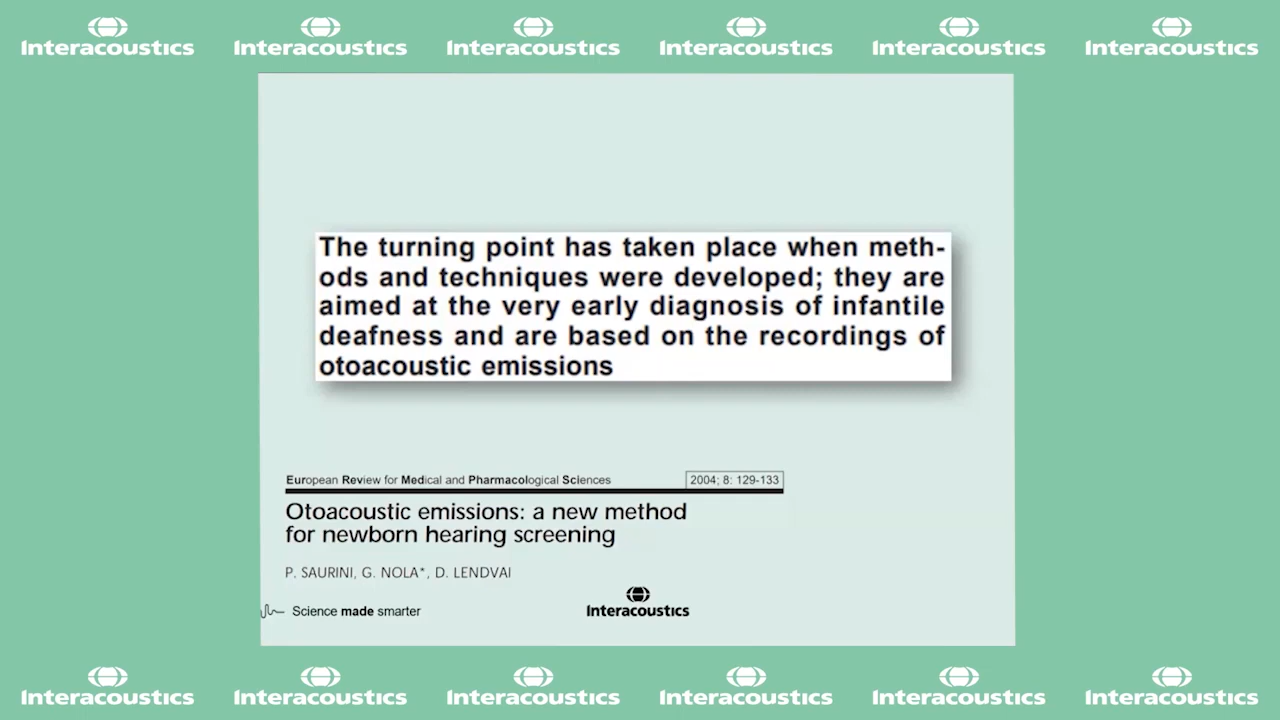 Interacoustics Interacoustics Interacoustics Interacoustics Interacoustics Interacoustics
The turning point has taken place when meth-
ods and techniques were developed; they are
aimed at the very early diagnosis of infantile
deafness and are based on the recordings of
otoacoustic emissions
European Review for Medical and Pharmacological Sciences 2004; 8: 129-133
Otoacoustic emissions: a new method
for newborn hearing screening
P. SAURINI, G. NOLA*, D. LENDVAI
Science made smarter Interacoustics
Interacoustics Interacoustics Interacoustics Interacoustics Interacoustics Interacoustics